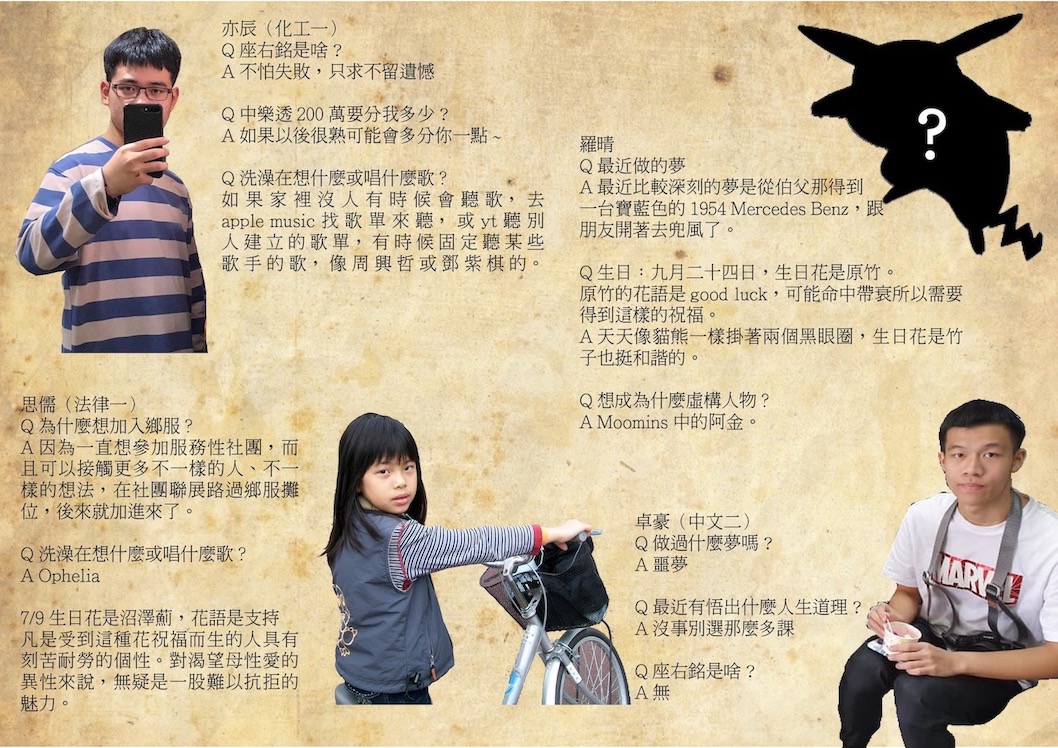 亦辰（化工一）
Q 座右銘是啥？
A 不怕失敗，只求不留遺憾
Q 中樂透 200 萬要分我多少？
A 如果以後很熟可能會多分你一點 ~
Q 洗澡在想什麼或唱什麼歌？
如果家裡沒人有時候會聽歌，去
apple music 找歌單來聽，或 yt 聽別
人建立的歌單，有時候固定聽某些
歌手的歌，像周興哲或鄧紫棋的。
?
羅晴
Q 最近做的夢
A 最近比較深刻的夢是從伯父那得到
一台寶藍色的 1954 Mercedes Benz，跟
朋友開著去兜風了。
Q 生日：九月二十四日，生日花是原竹。
原竹的花語是 good luck，可能命中帶衰所以需要
得到這樣的祝福。
A 天天像貓熊一樣掛著兩個黑眼圈，生日花是竹
子也挺和諧的。
Q 想成為什麼虛構人物？
A Moomins 中的阿金。
思儒（法律一）
Q 為什麼想加入鄉服？
A 因為一直想參加服務性社團，而
且可以接觸更多不一樣的人、不一
樣的想法，在社團聯展路過鄉服攤
位，後來就加進來了。
Q 洗澡在想什麼或唱什麼歌？
A Ophelia
7/9 生日花是沼澤薊，花語是支持
凡是受到這種花祝福而生的人具有
刻苦耐勞的個性。對渴望母性愛的
異性來說，無疑是一股難以抗拒的
魅力。
卓豪（中文二）
Q 做過什麼夢嗎？
A 噩夢
Q 最近有悟出什麼人生道理？
A 沒事別選那麼多課
Q 座右銘是啥？
A 無
MARVEL